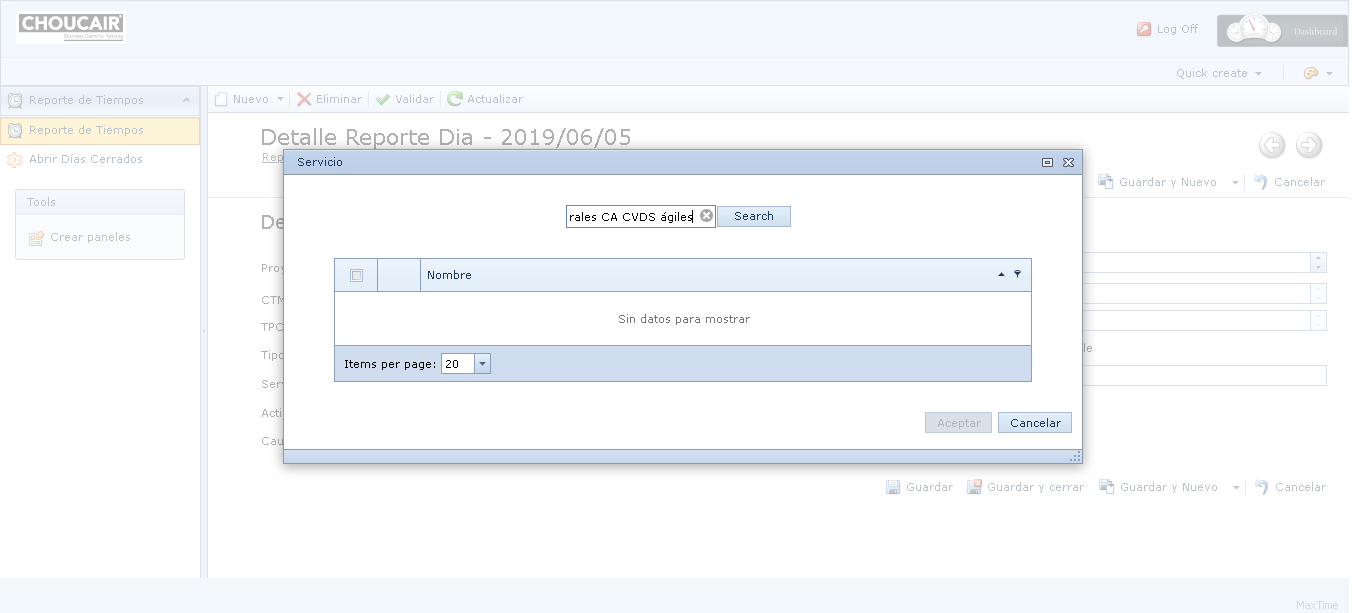 CHOUCAIR
Business Centric Testing
Log Off
Dashboard
Quick create
Reporte de Tiempos
Nuevo
Eliminar
Validar
Actualizar
Reporte de Tiempos
Abrir Días Cerrados
Detalle Reporte Dia - 2019/06/05
Rep
Servicio
Guardar y Nuevo
Cancelar
Tools
Crear paneles
De
rales CA CVDS ágiles
Search
Proy
Nombre
CTM
Sin datos para mostrar
TPC
Tipo
le
Items per page: 20
Serv
Acti
Aceptar
Cancelar
Cau
Guardar
Guardar y cerrar
Guardar y Nuevo
Cancelar
MaxTime